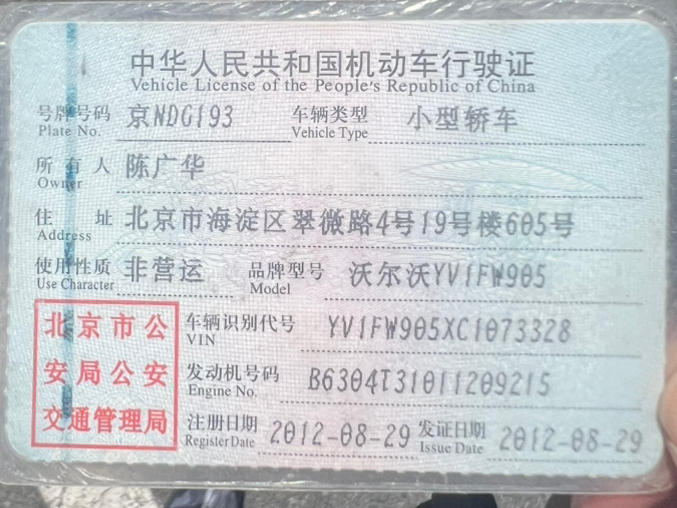 中华人民共和国机动车行驶证
Vehicle License of the People's Republic of China
号牌号码 京NDG193 车辆类型 小型轿车
Plate No. Vehicle Type
所有人 陈广华
Owner
住址 北京市海淀区翠微路4号19号楼605号
Address
使用性质 非营运 品牌型号 沃尔沃YV1FW905
Use Character Model
北京市公 车辆识别代号 YV1FW905XC1073328
VIN
安局公安 发动机号码 B6304T31011209215
Engine No.
交通管理局 注册日期 2012-08-29 发证日期 2012-08-29
Register Date Issue Date